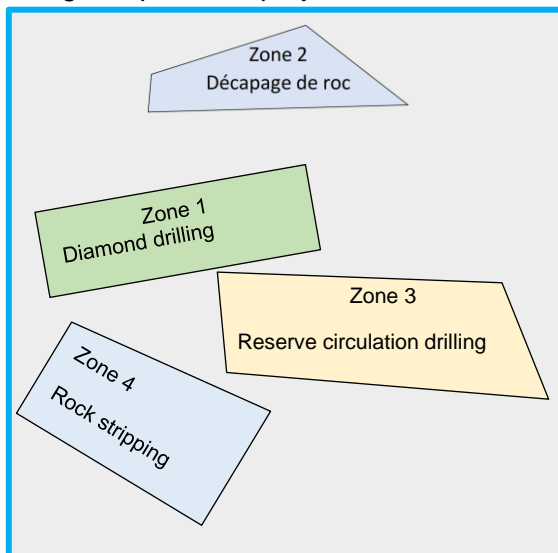 Zone 2
Décapage de roc
Zone 1
Diamond drilling
Zone 3
Reserve circulation drilling
Zone 4
Rock stripping